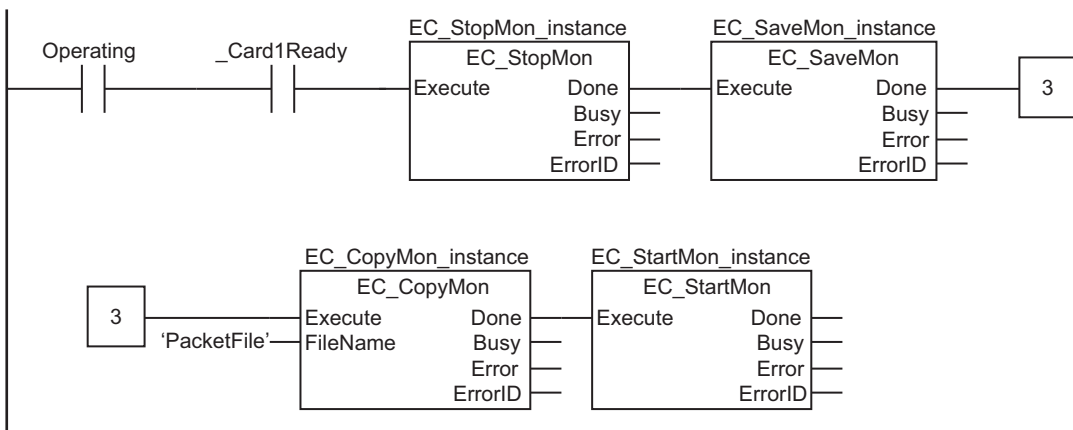 EC_StopMon_instance EC_SaveMon_instance
Operating _Card1Ready EC_StopMon EC_SaveMon
Execute Done Execute Done 3
Busy Busy
Error Error
ErrorID ErrorID
EC_CopyMon_instance EC_StartMon_instance
EC_CopyMon EC_StartMon
3 Execute Done Execute Done
‘PacketFile’ FileName Busy Busy
Error Error
ErrorID ErrorID